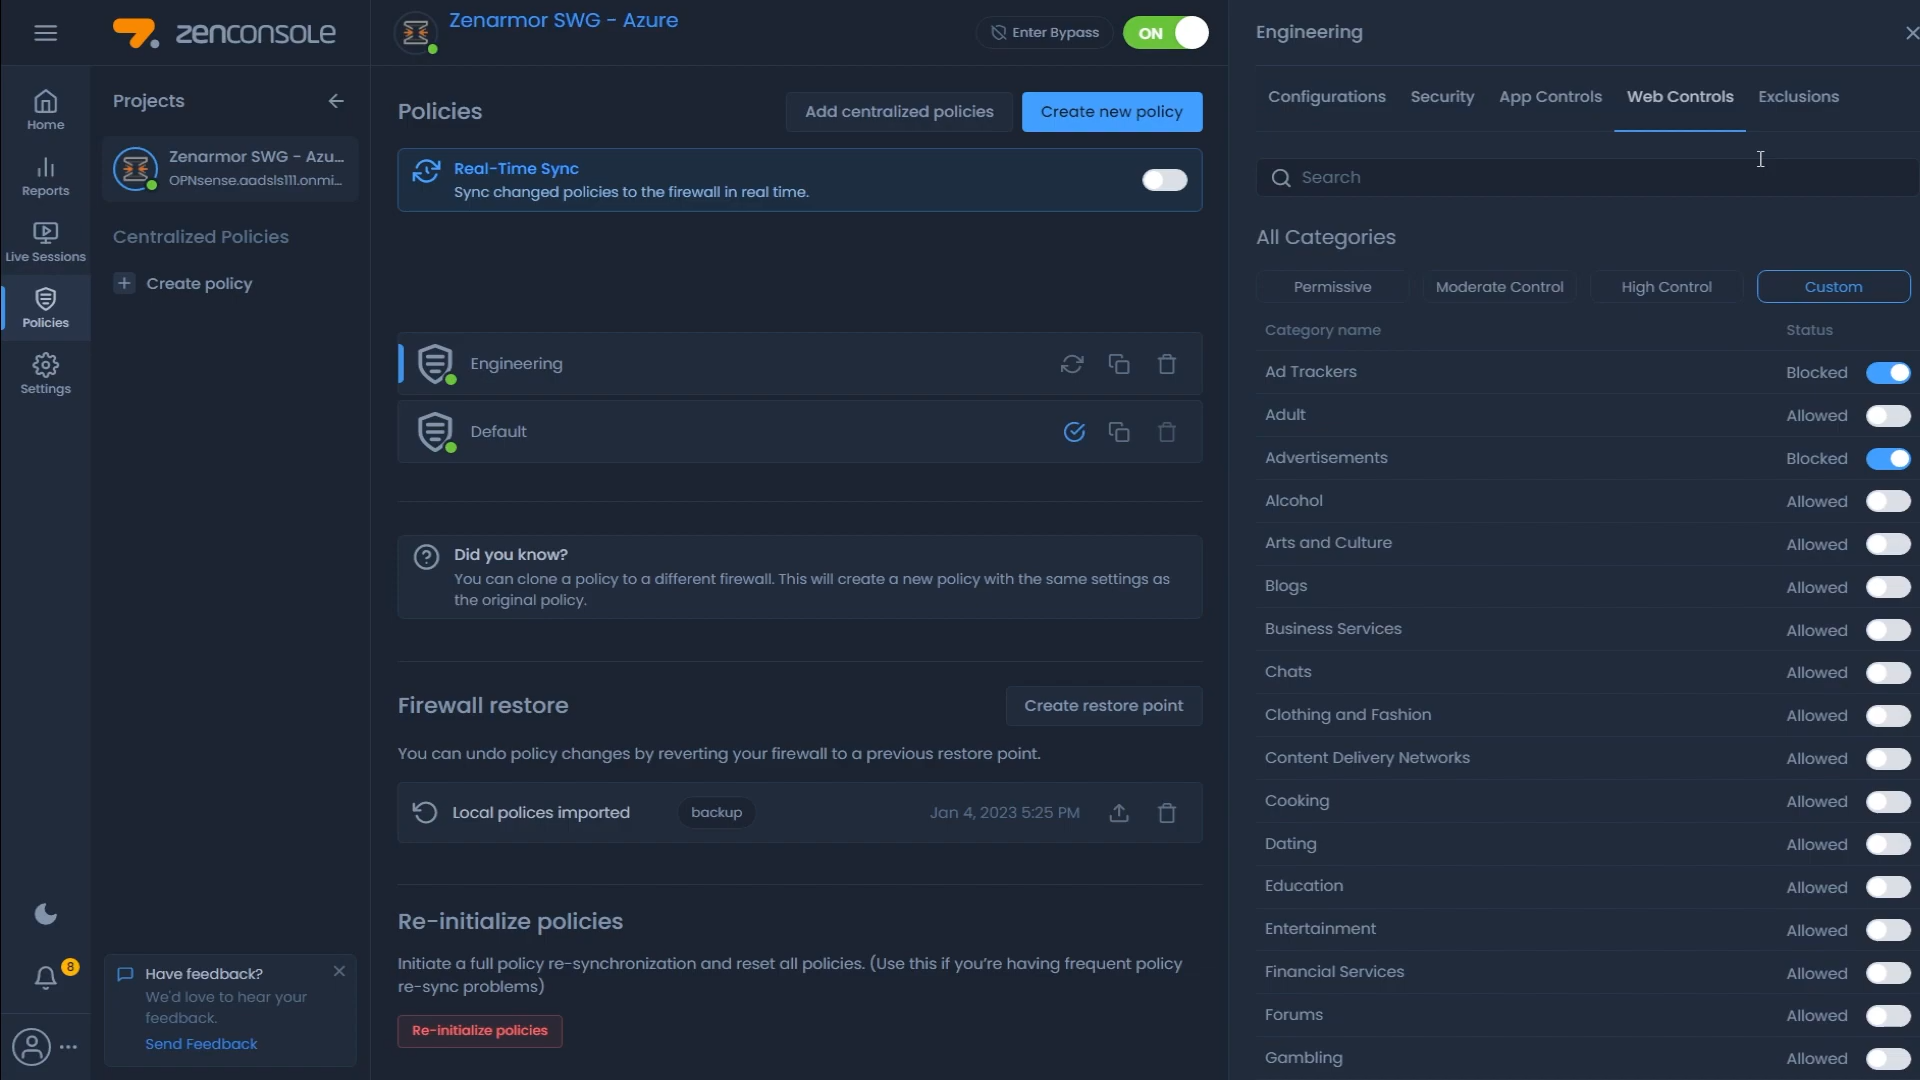 zenconsole
Home
Reports
Live Sessions
Policies
Settings
8
Projects
Zenarmor SWG - Azu...
OPNsense.aadsls111.onmi...
Centralized Policies
Create policy
Have feedback?
We'd love to hear your
feedback.
Send Feedback
Zenarmor SWG - Azure
Enter Bypass
ON
Policies
Add centralized policies
Create new policy
Real-Time Sync
Sync changed policies to the firewall in real time.
Engineering
Default
Did you know?
You can clone a policy to a different firewall. This will create a new policy with the same settings as
the original policy.
Firewall restore
Create restore point
You can undo policy changes by reverting your firewall to a previous restore point.
Local polices imported
backup
Jan 4, 2023 5:25 PM
Re-initialize policies
Initiate a full policy re-synchronization and reset all policies. (Use this if you're having frequent policy
re-sync problems)
Re-initialize policies
Engineering
Configurations
Security
App Controls
Web Controls
Exclusions
Search
All Categories
Permissive
Moderate Control
High Control
Custom
Category name Status
Ad Trackers Blocked
Adult Allowed
Advertisements Blocked
Alcohol Allowed
Arts and Culture Allowed
Blogs Allowed
Business Services Allowed
Chats Allowed
Clothing and Fashion Allowed
Content Delivery Networks Allowed
Cooking Allowed
Dating Allowed
Education Allowed
Entertainment Allowed
Financial Services Allowed
Forums Allowed
Gambling Allowed